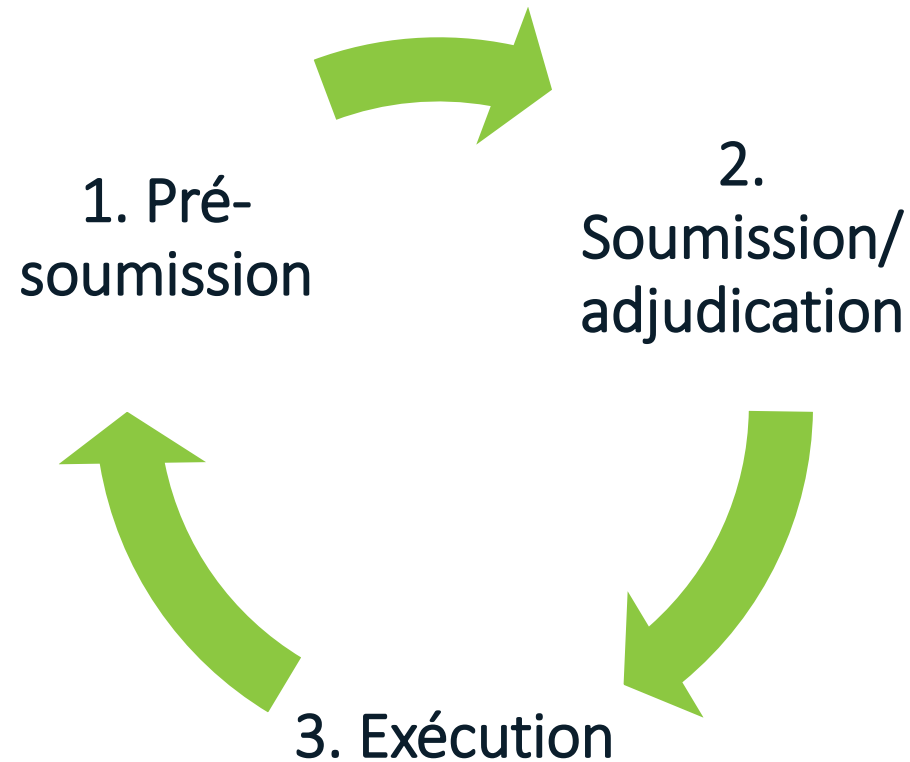 1. Pré-
soumission
2.
Soumission/
adjudication
3. Exécution